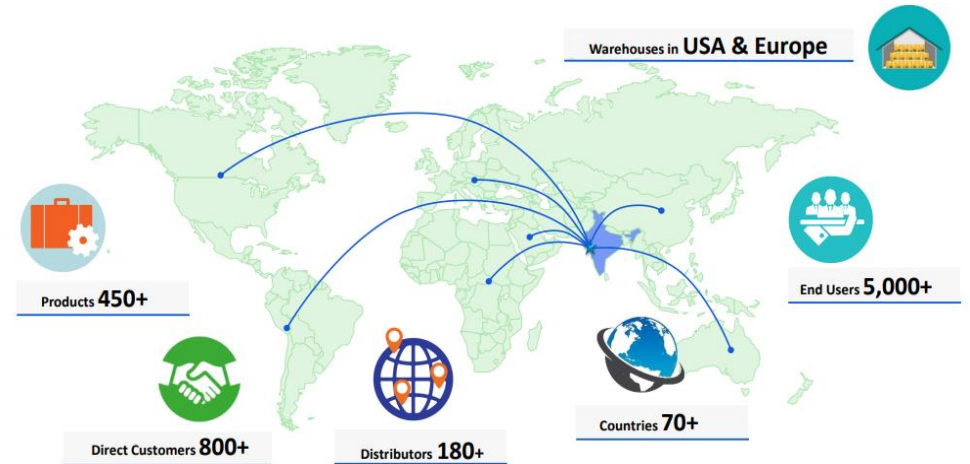 Warehouses in USA & Europe
Products 450+
End Users 5,000+
Direct Customers 800+
Distributors 180+
Countries 70+